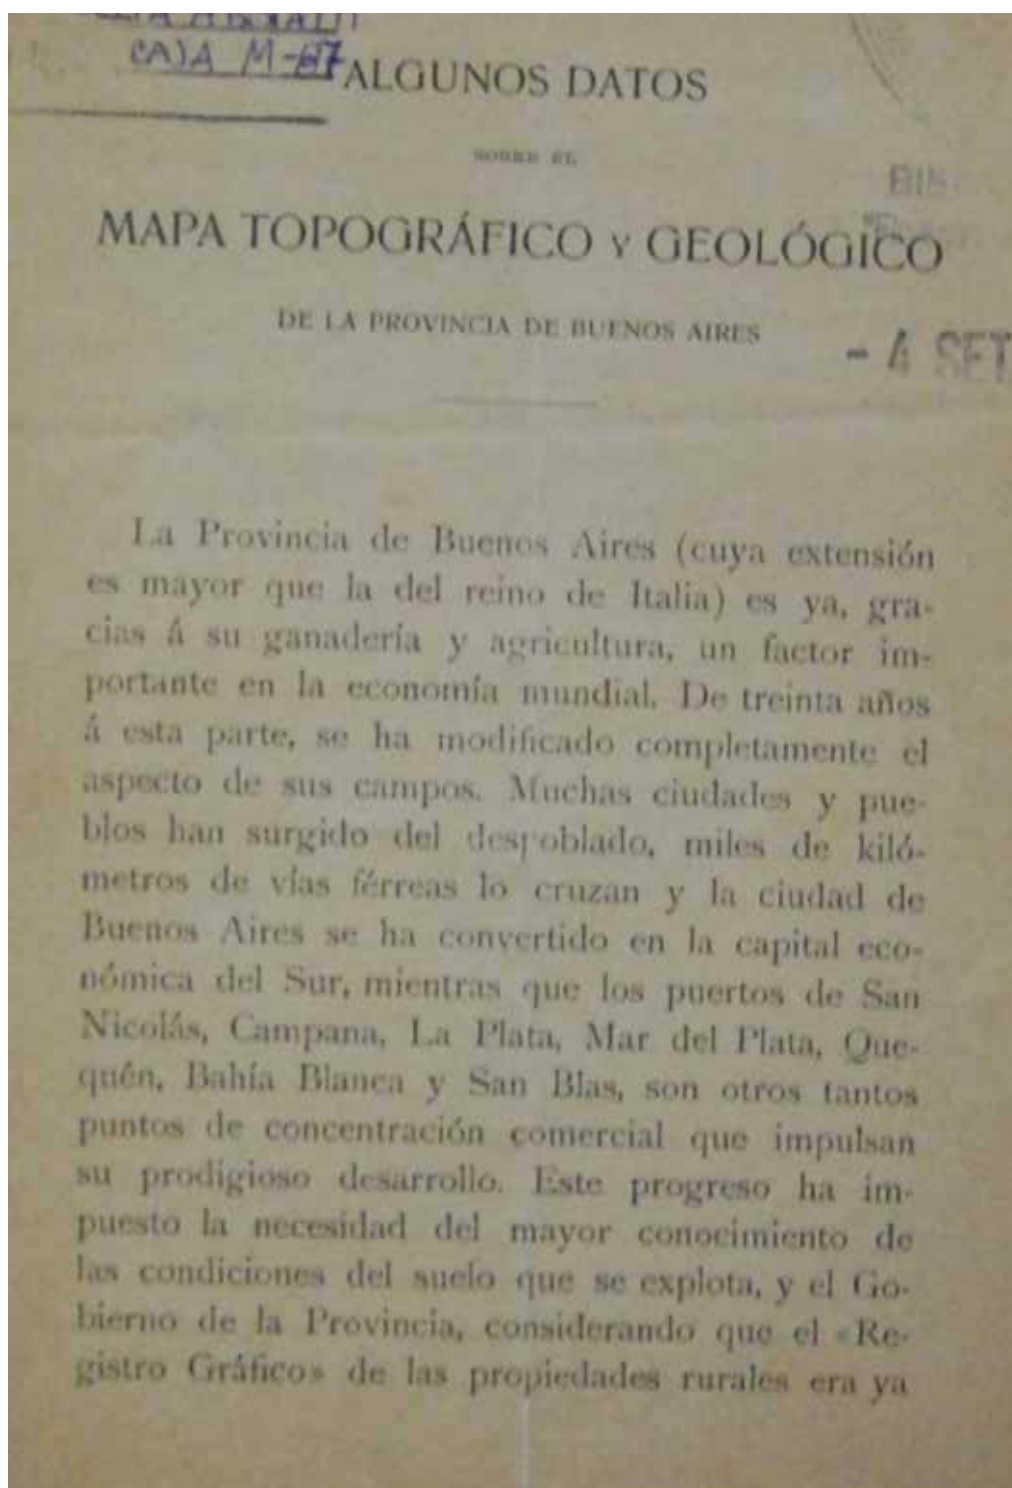 CAJA M-67
ALGUNOS DATOS
SOBRE EL
BIB
MAPA TOPOGRÁFICO Y GEOLÓGICO
DE LA PROVINCIA DE BUENOS AIRES
- 4 SET
La Provincia de Buenos Aires (cuya extensión
es mayor que la del reino de Italia) es ya, gra-
cias á su ganadería y agricultura, un factor im-
portante en la economía mundial. De treinta años
á esta parte, se ha modificado completamente el
aspecto de sus campos. Muchas ciudades y pue-
blos han surgido del despoblado, miles de kiló-
metros de vías férreas lo cruzan y la ciudad de
Buenos Aires se ha convertido en la capital eco-
nómica del Sur, mientras que los puertos de San
Nicolás, Campana, La Plata, Mar del Plata, Que-
quén, Bahía Blanca y San Blas, son otros tantos
puntos de concentración comercial que impulsan
su prodigioso desarrollo. Este progreso ha im-
puesto la necesidad del mayor conocimiento de
las condiciones del suelo que se explota, y el Go-
bierno de la Provincia, considerando que el «Re-
gistro Gráfico» de las propiedades rurales era ya